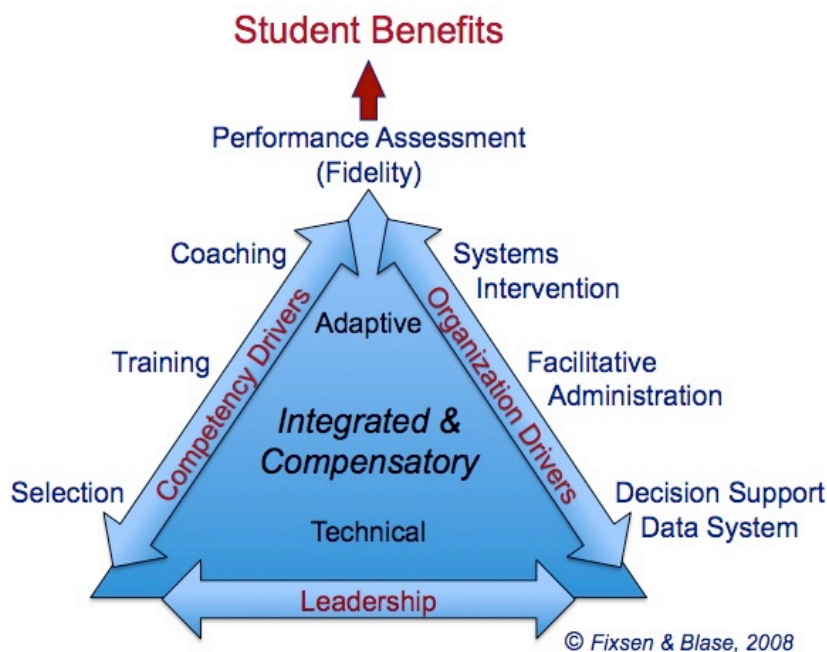 Student Benefits
Performance Assessment
(Fidelity)
Coaching
Systems
Intervention
Training
Competency Drivers
Adaptive
Organization Drivers
Facilitative
Administration
Integrated &
Compensatory
Selection
Technical
Decision Support
Data System
Leadership
© Fixsen & Blase, 2008